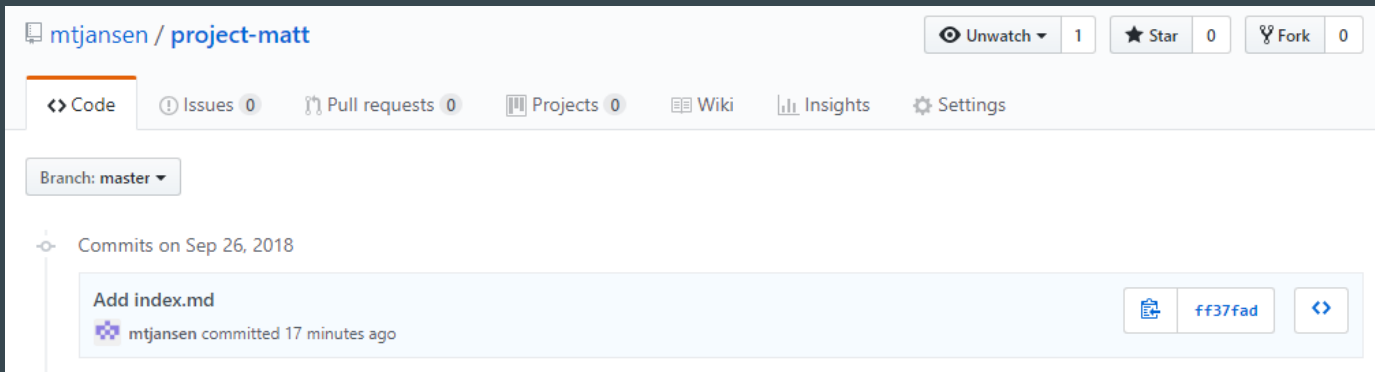 mtjansen / project-matt Unwatch 1 Star 0 Fork 0
Code Issues 0 Pull requests 0 Projects 0 Wiki Insights Settings
Branch: master
Commits on Sep 26, 2018
Add index.md
mtjansen committed 17 minutes ago ff37fad